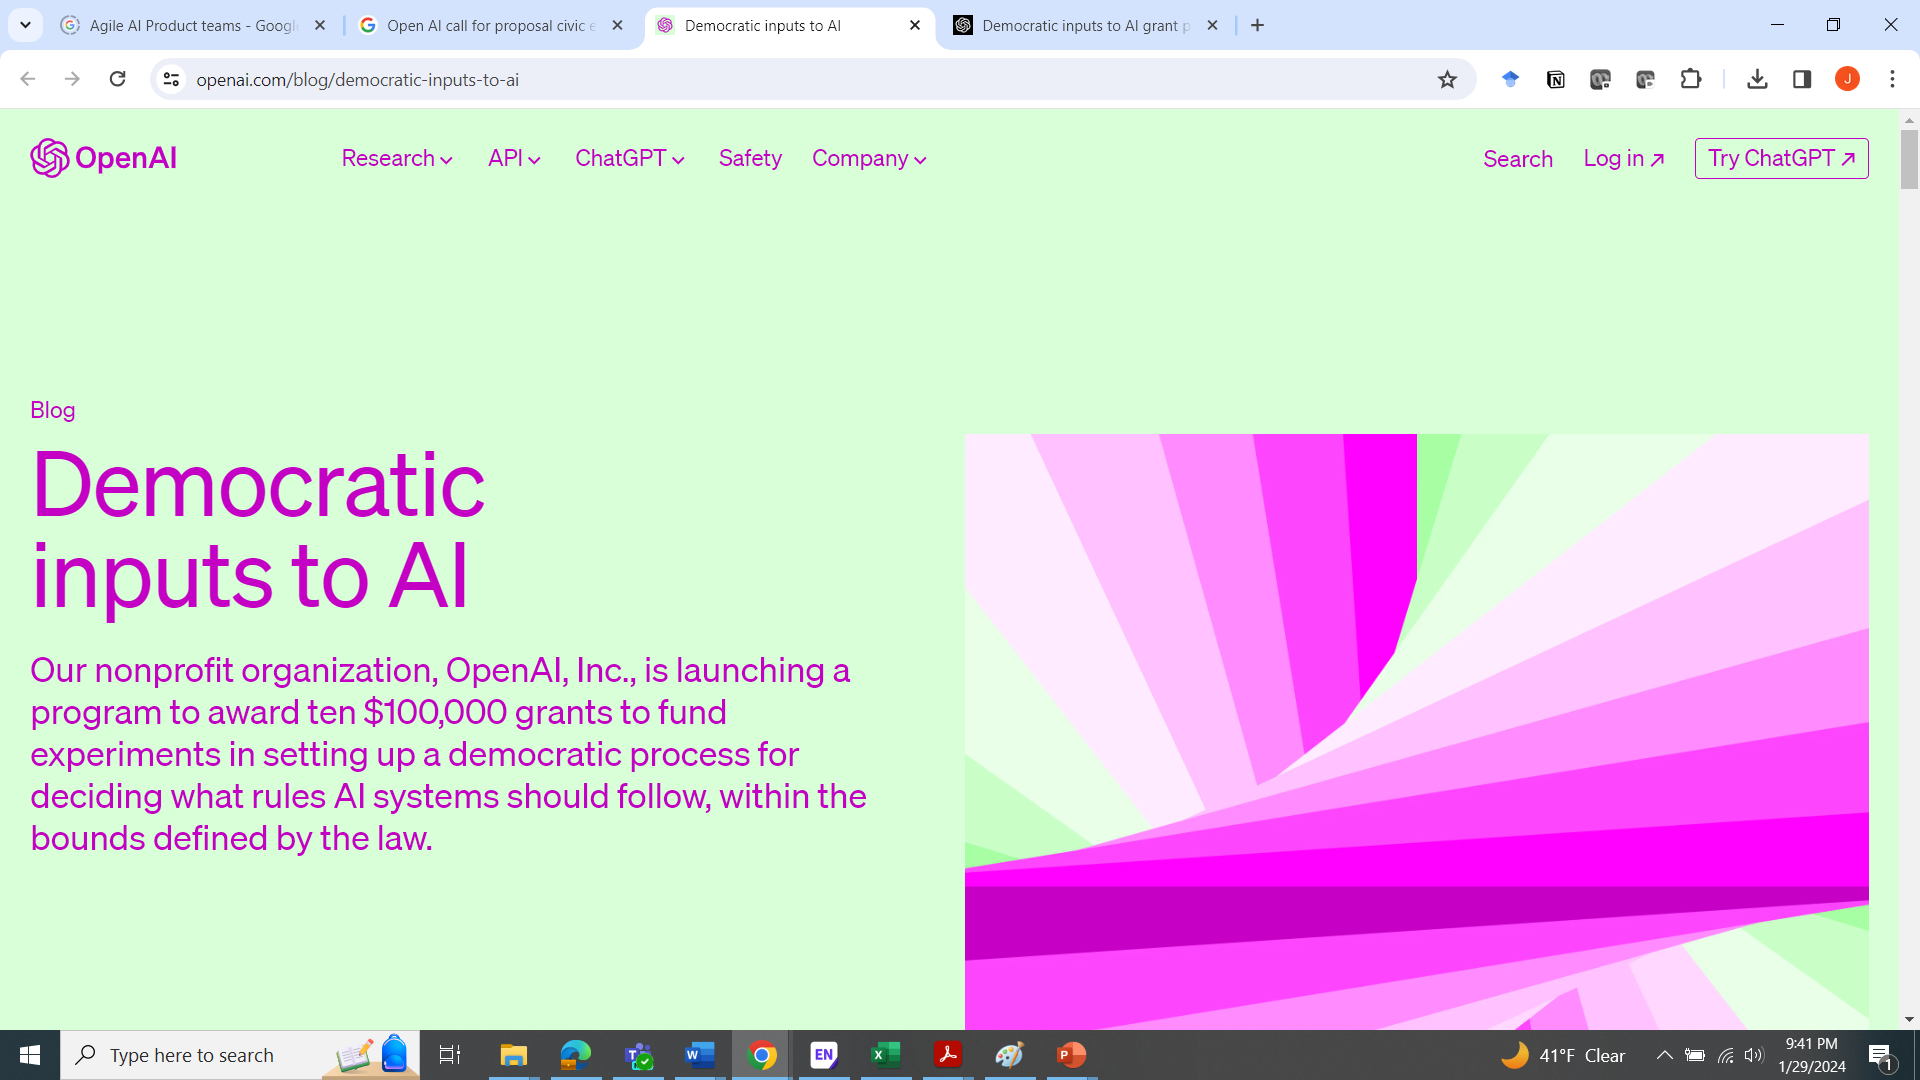 Agile AI Product teams - Google
Open AI call for proposal civic e
Democratic inputs to AI
Democratic inputs to AI grant p
openai.com/blog/democratic-inputs-to-ai
J
OpenAI
Research
API
ChatGPT
Safety
Company
Search
Log in
Try ChatGPT
Blog
Democratic
inputs to AI
Our nonprofit organization, OpenAI, Inc., is launching a
program to award ten $100,000 grants to fund
experiments in setting up a democratic process for
deciding what rules AI systems should follow, within the
bounds defined by the law.
Type here to search
EN
41°F Clear
9:41 PM
1/29/2024
1